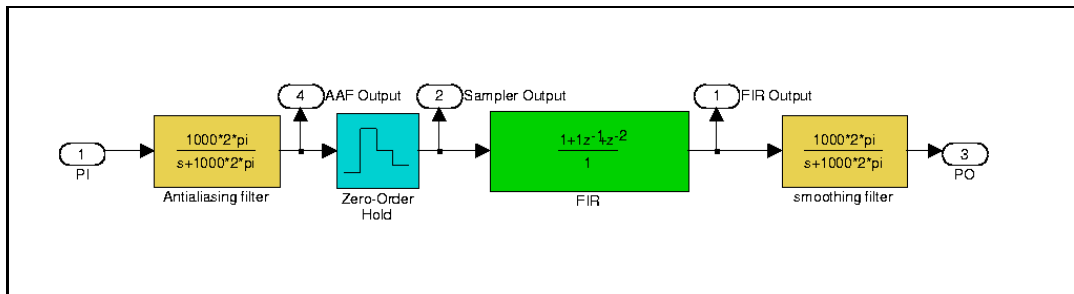 4
AAF Output
2
Sampler Output
1
FIR Output
1
PI
1000*2*pi
s+1000*2*pi
Antialiasing filter
Zero-Order
Hold
1+1z-1+z-2
1
FIR
1000*2*pi
s+1000*2*pi
smoothing filter
3
PO